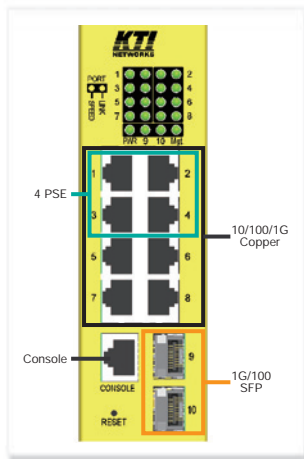 KTI
NETWORKS
PORT
LINK
SPEED
1 2
3 4
5 6
7 8
PWR 9 10 Mgt
1 2
4 PSE
3 4
10/100/1G
Copper
5 6
7 8
Console
9
CONSOLE
1G/100
SFP
RESET
10